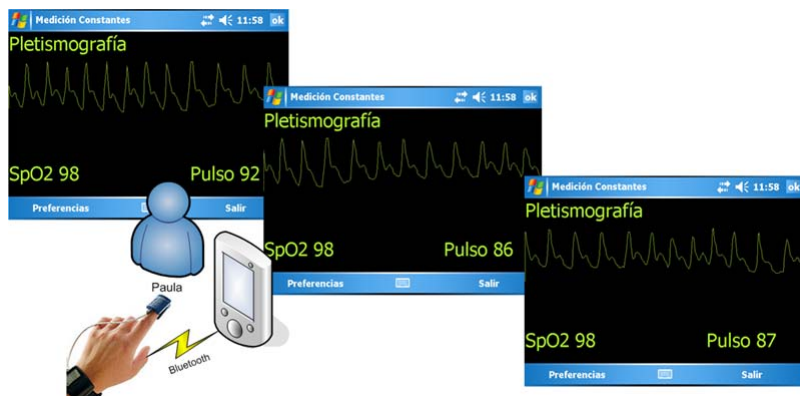 Medición Constantes 11:58 ok
Pletismografía
SpO2 98 Pulso 92
Preferencias Salir
Medición Constantes 11:58 ok
Pletismografía
SpO2 98 Pulso 86
Preferencias Salir
Medición Constantes 11:58 ok
Pletismografía
SpO2 98 Pulso 87
Preferencias Salir
Paula
Bluetooth